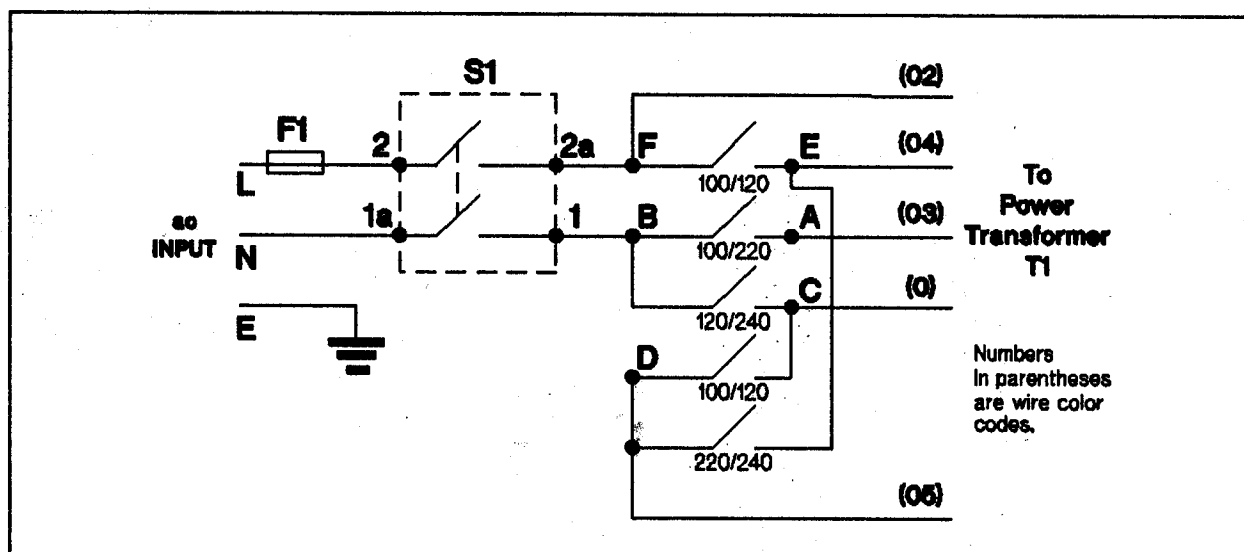 S1
(02)
F1
2
2a
F
E
(04)
L
100/120
To
Power
Transformer
T1
ac
INPUT
1a
1
B
A
(03)
N
100/220
C
(0)
E
120/240
D
100/120
Numbers
in parentheses
are wire color
codes.
220/240
(05)